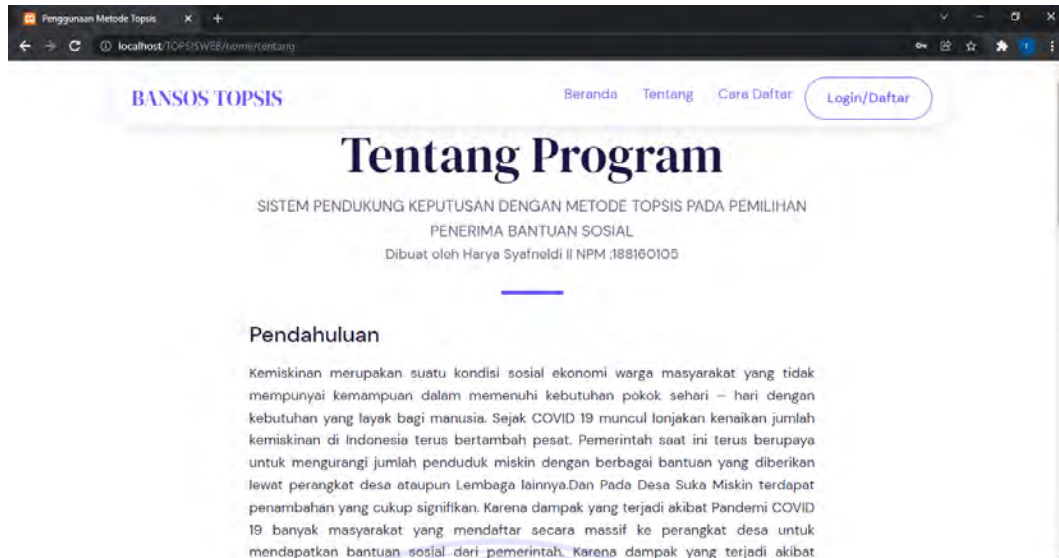 Penggunaan Metode Topsis
localhost/TOPSISWEB/home/tentang
BANSOS TOPSIS
Beranda Tentang Cara Daftar Login/Daftar
Tentang Program
SISTEM PENDUKUNG KEPUTUSAN DENGAN METODE TOPSIS PADA PEMILIHAN
PENERIMA BANTUAN SOSIAL
Dibuat oleh Harya Syafneldi || NPM :188160105
Pendahuluan
Kemiskinan merupakan suatu kondisi sosial ekonomi warga masyarakat yang tidak
mempunyai kemampuan dalam memenuhi kebutuhan pokok sehari – hari dengan
kebutuhan yang layak bagi manusia. Sejak COVID 19 muncul lonjakan kenaikan jumlah
kemiskinan di Indonesia terus bertambah pesat. Pemerintah saat ini terus berupaya
untuk mengurangi jumlah penduduk miskin dengan berbagai bantuan yang diberikan
lewat perangkat desa ataupun Lembaga lainnya.Dan Pada Desa Suka Miskin terdapat
penambahan yang cukup signifikan. Karena dampak yang terjadi akibat Pandemi COVID
19 banyak masyarakat yang mendaftar secara massif ke perangkat desa untuk
mendapatkan bantuan sosial dari pemerintah. Karena dampak yang terjadi akibat